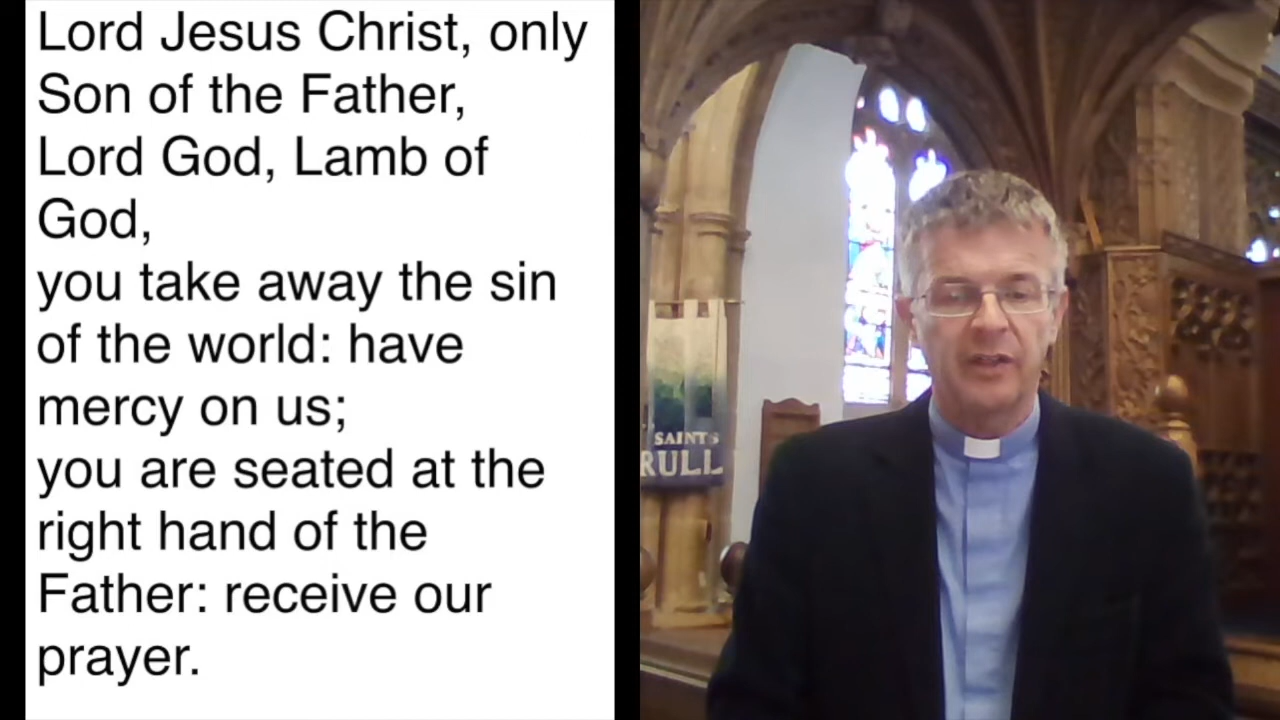 Lord Jesus Christ, only
Son of the Father,
Lord God, Lamb of
God,
you take away the sin
of the world: have
mercy on us;
you are seated at the
right hand of the
Father: receive our
prayer.
SAINTS
RULL